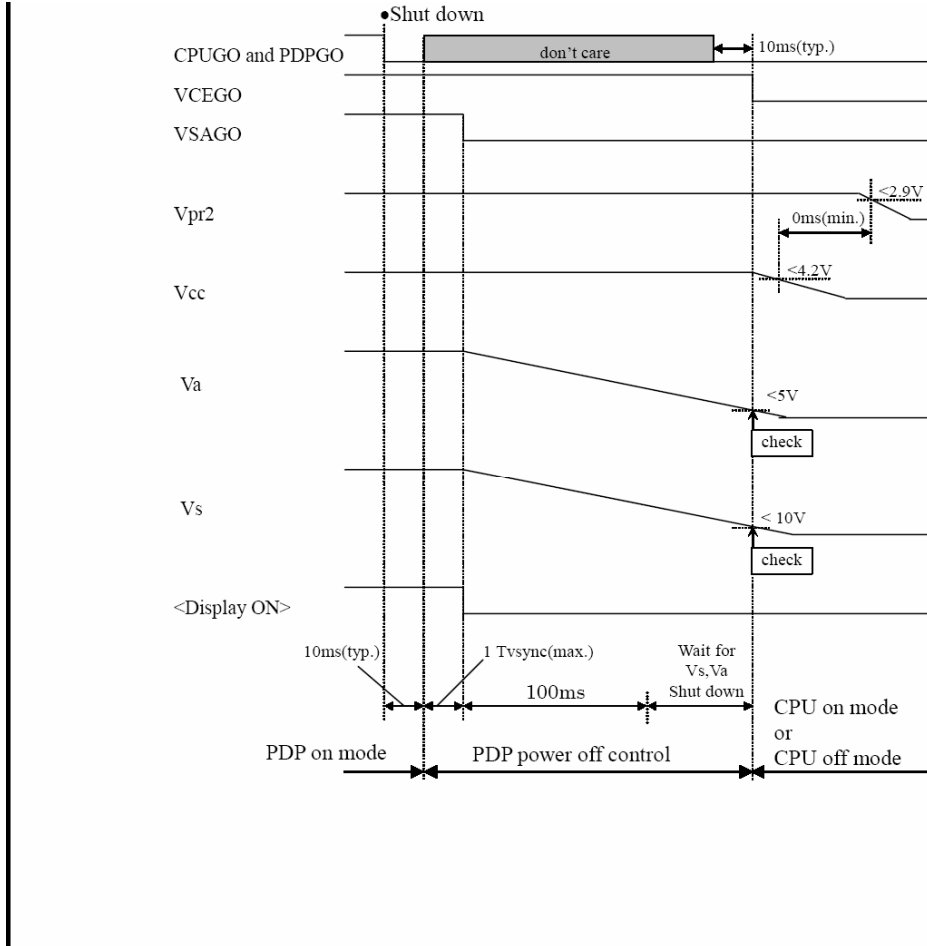 ●Shut down
CPUGO and PDPGO
don't care
10ms(typ.)
VCEGO
VSAGO
Vpr2
<2.9V
0ms(min.)
Vcc
<4.2V
Va
<5V
check
Vs
< 10V
check
<Display ON>
10ms(typ.)
1 Tvsync(max.)
100ms
Wait for
Vs,Va
Shut down
CPU on mode
or
CPU off mode
PDP on mode
PDP power off control